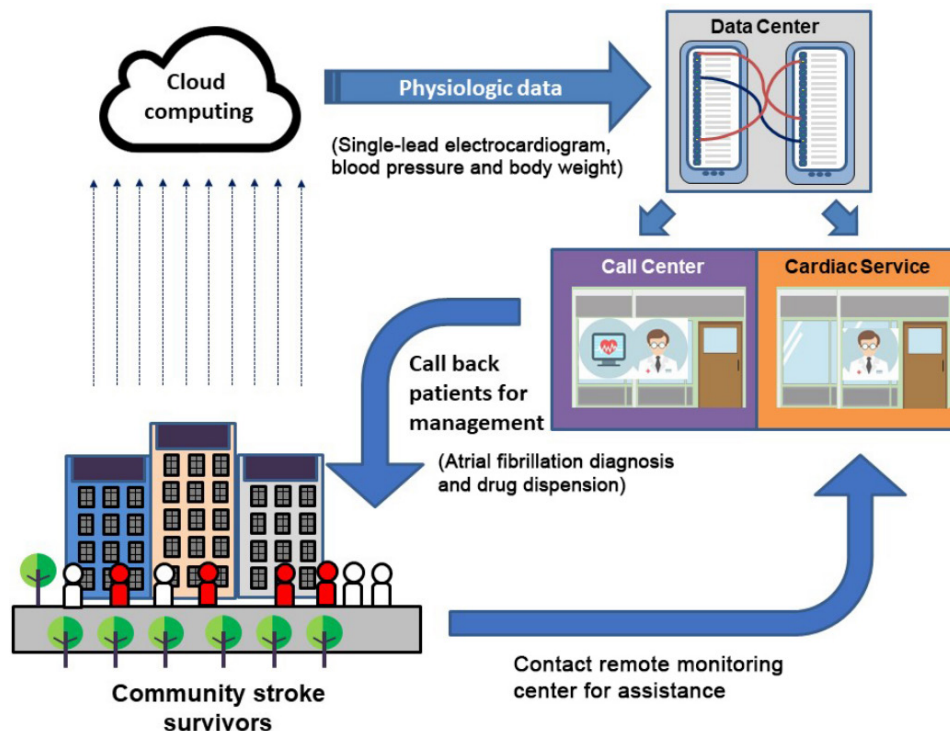 Cloud
computing
Physiologic data
(Single-lead electrocardiogram,
blood pressure and body weight)
Data Center
Call Center
Cardiac Service
Call back
patients for
management
(Atrial fibrillation diagnosis
and drug dispension)
Community stroke
survivors
Contact remote monitoring
center for assistance